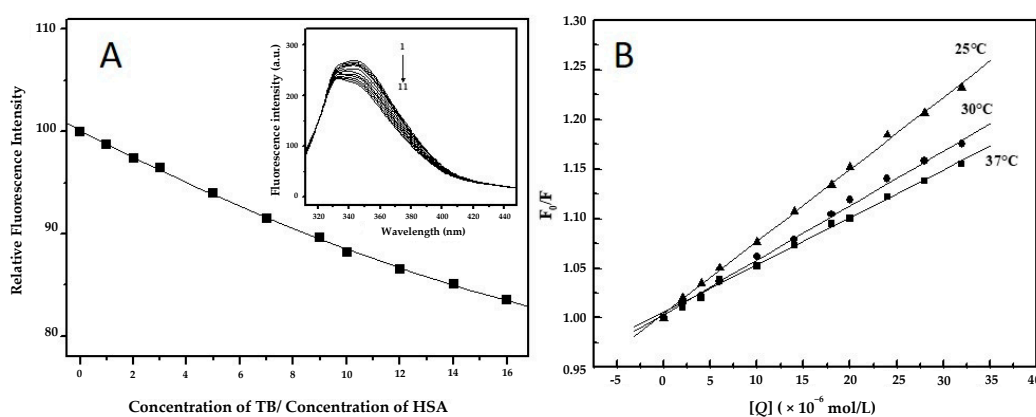 A
110
100
90
80
Relative Fluorescence Intensity
0 2 4 6 8 10 12 14 16
Concentration of TB/ Concentration of HSA
300
200
100
0
Fluorescence intensity (a.u.)
1
11
320 340 360 380 400 420 440
Wavelength (nm)
B
1.30
1.25
1.20
1.15
1.10
1.05
1.00
0.95
F₀/F
25°C
30°C
37°C
-5 0 5 10 15 20 25 30 35 40
[Q] ( × 10⁻⁶ mol/L)